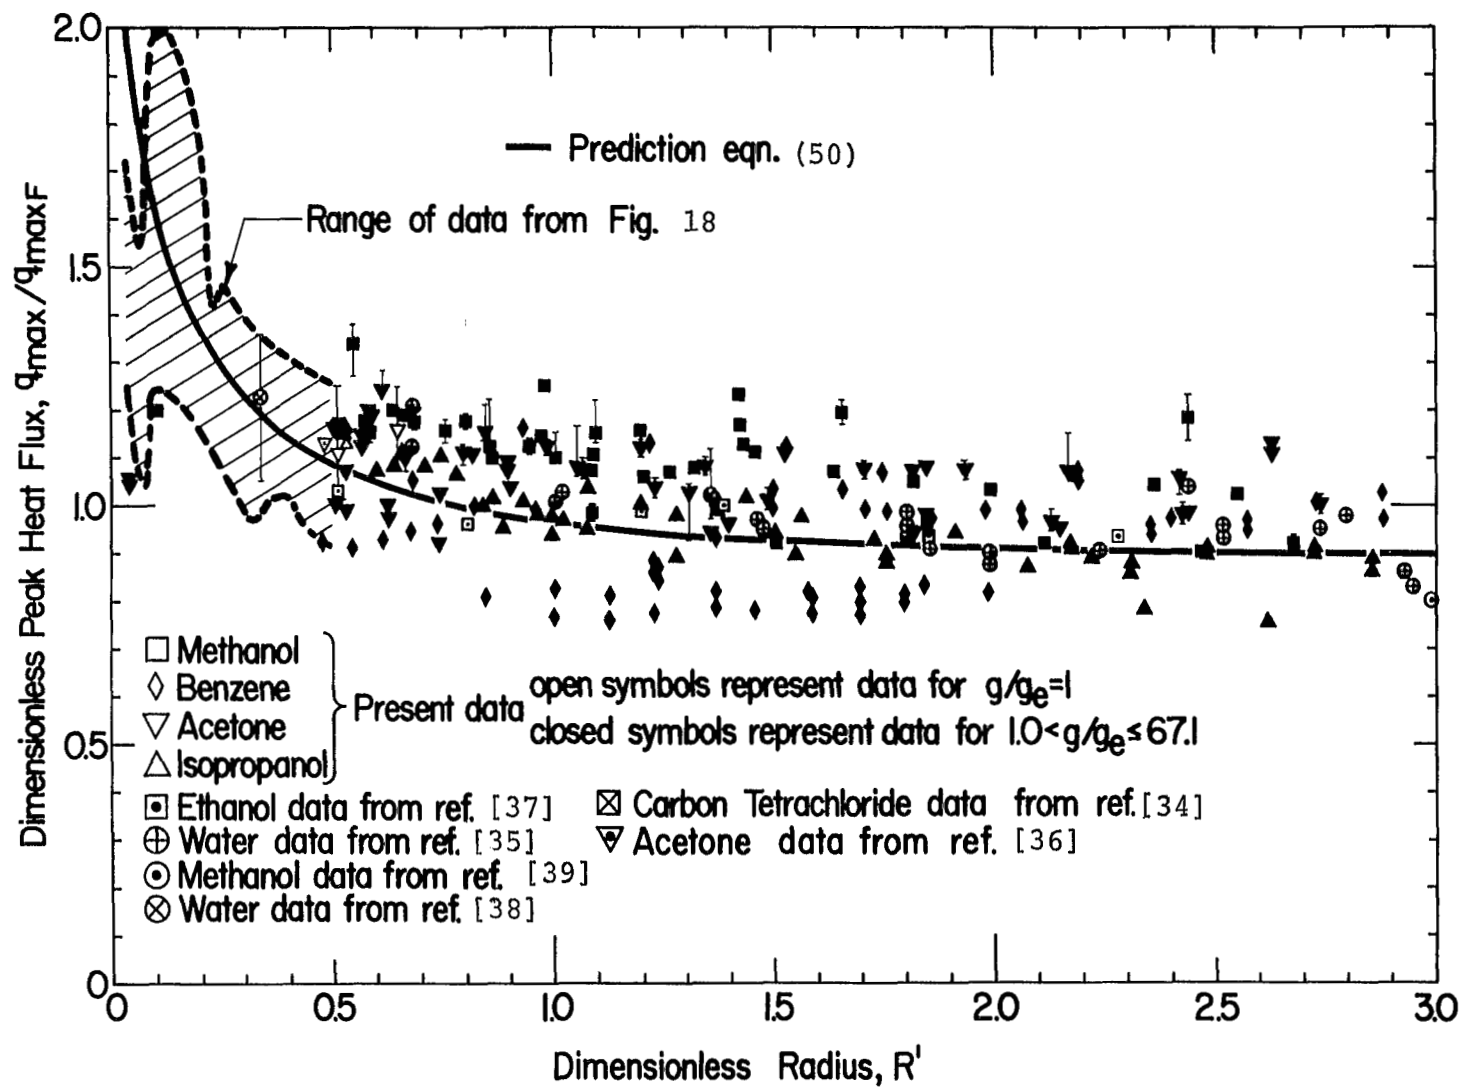 2.0
1.5
1.0
0.5
0
Dimensionless Peak Heat Flux, qmax/qmaxF
Prediction eqn. (50)
Range of data from Fig. 18
Methanol
Benzene
Acetone
Isopropanol
Present data
open symbols represent data for g/ge=1
closed symbols represent data for 1.0<g/ge≤67.1
Ethanol data from ref. [37]
Water data from ref. [35]
Methanol data from ref. [39]
Water data from ref. [38]
Carbon Tetrachloride data from ref. [34]
Acetone data from ref. [36]
0 0.5 1.0 1.5 2.0 2.5 3.0
Dimensionless Radius, R'